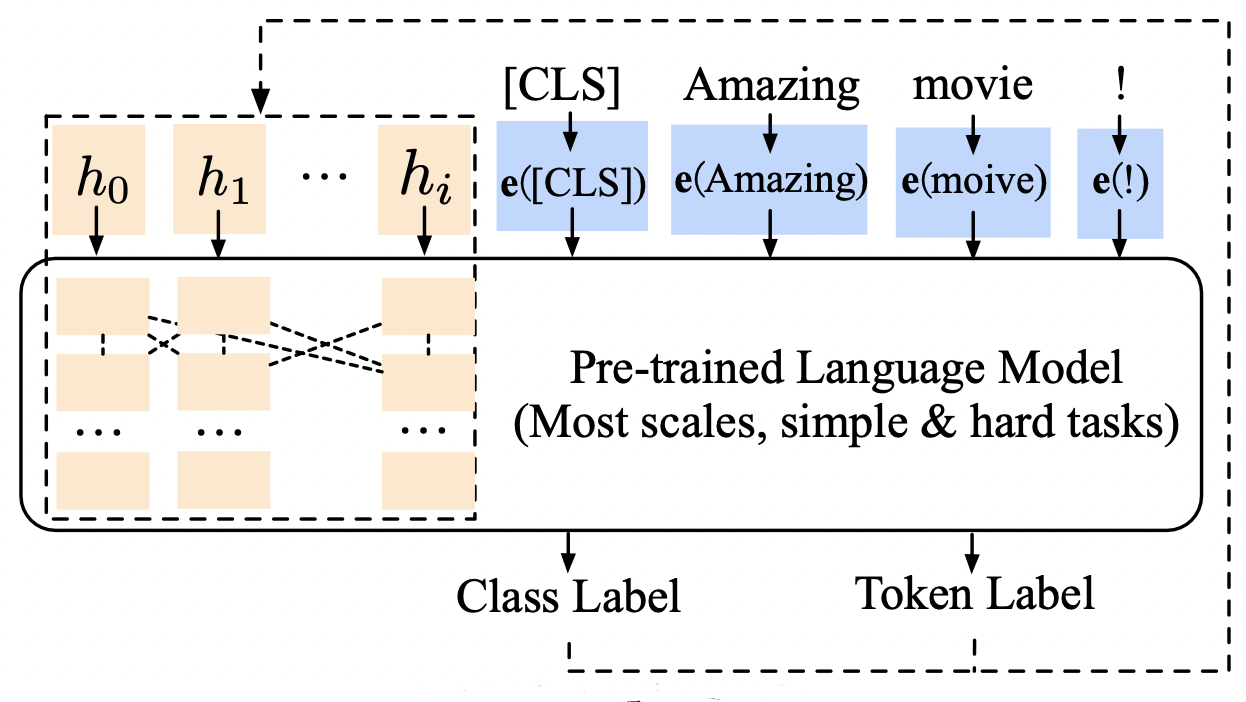 [CLS] Amazing movie !
h₀ h₁ ... hᵢ e([CLS]) e(Amazing) e(moive) e(!)
Pre-trained Language Model
(Most scales, simple & hard tasks)
... ... ...
Class Label Token Label